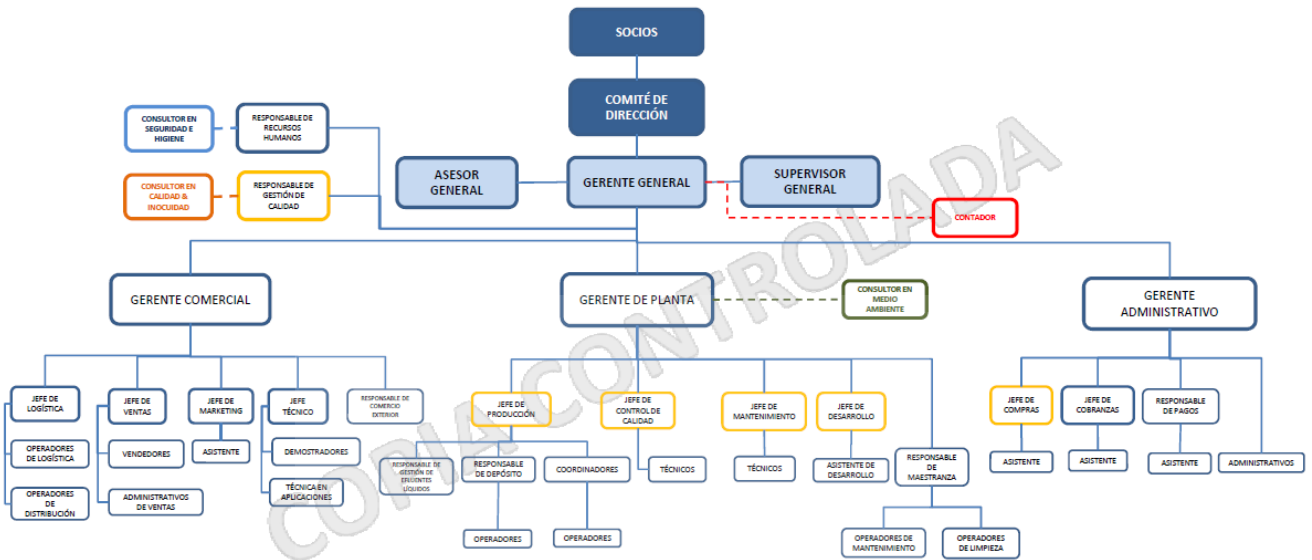 SOCIOS
COMITÉ DE
DIRECCIÓN
CONSULTOR EN
SEGURIDAD E
HIGIENE
RESPONSABLE DE
RECURSOS
HUMANOS
ASESOR
GENERAL
GERENTE GENERAL
SUPERVISOR
GENERAL
CONSULTOR EN
CALIDAD &
INOCUIDAD
RESPONSABLE DE
GESTIÓN DE
CALIDAD
CONTADOR
COPIA CONTROLADA
GERENTE COMERCIAL
GERENTE DE PLANTA
CONSULTOR EN
MEDIO
AMBIENTE
GERENTE
ADMINISTRATIVO
JEFE DE
LOGÍSTICA
JEFE DE
VENTAS
JEFE DE
MARKETING
JEFE
TÉCNICO
RESPONSABLE DE
COMERCIO
EXTERIOR
JEFE DE
PRODUCCIÓN
JEFE DE
CONTROL DE
CALIDAD
JEFE DE
MANTENIMIENTO
JEFE DE
DESARROLLO
JEFE DE
COMPRAS
JEFE DE
COBRANZAS
RESPONSABLE
DE PAGOS
OPERADORES
DE LOGÍSTICA
VENDEDORES
ASISTENTE
DEMOSTRADORES
RESPONSABLE DE
GESTIÓN DE
EFLUENTES
LÍQUIDOS
RESPONSABLE
DE DEPÓSITO
COORDINADORES
TÉCNICOS
TÉCNICOS
ASISTENTE DE
DESARROLLO
RESPONSABLE
DE
MAESTRANZA
ASISTENTE
ASISTENTE
ASISTENTE
ADMINISTRATIVOS
OPERADORES
DE
DISTRIBUCIÓN
ADMINISTRATIVOS
DE VENTAS
TÉCNICA EN
APLICACIONES
OPERADORES
OPERADORES
OPERADORES DE
MANTENIMIENTO
OPERADORES
DE LIMPIEZA